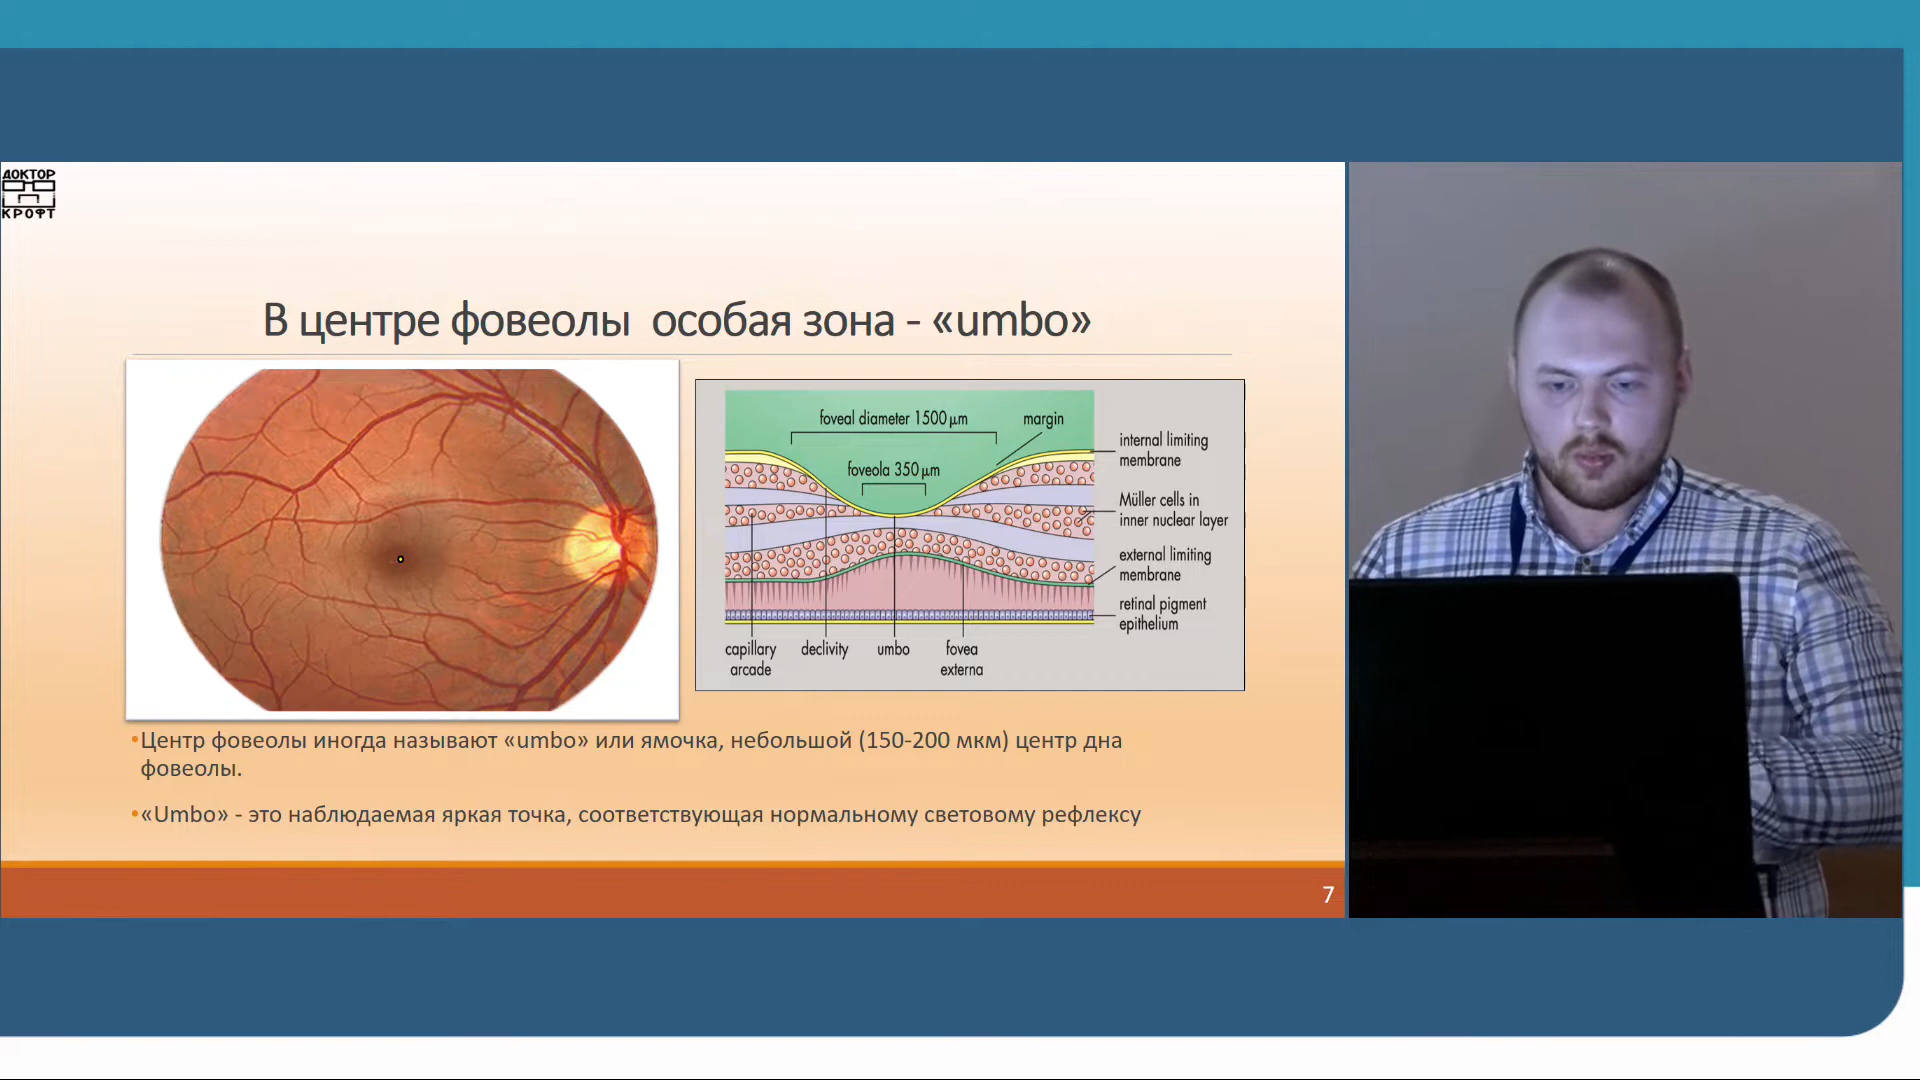 ДОКТОР
КРОФТ
В центре фовеолы особая зона - «umbo»
foveal diameter 1500 µm
margin
foveola 350 µm
internal limiting
membrane
Müller cells in
inner nuclear layer
external limiting
membrane
retinal pigment
epithelium
capillary
arcade
declivity
umbo
fovea
externa
•Центр фовеолы иногда называют «umbo» или ямочка, небольшой (150-200 мкм) центр дна
фовеолы.
•«Umbo» - это наблюдаемая яркая точка, соответствующая нормальному световому рефлексу
7